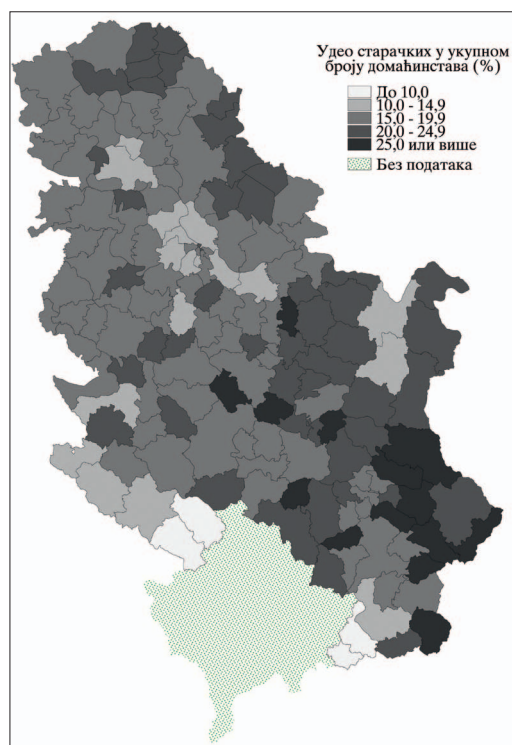 Удео старачких у укупном
броју домаћинстава (%)
До 10,0
10,0 - 14,9
15,0 - 19,9
20,0 - 24,9
25,0 или више
Без података